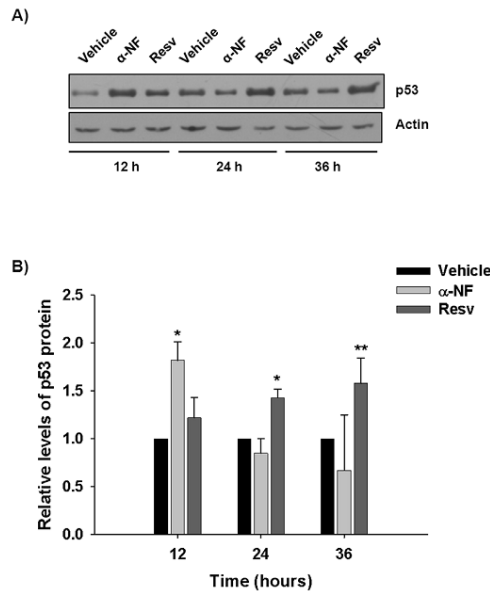 A)
Vehicle α-NF Resv Vehicle α-NF Resv Vehicle α-NF Resv
p53
Actin
12 h 24 h 36 h
B)
Vehicle
α-NF
Resv
Relative levels of p53 protein
2.5
2.0
1.5
1.0
0.5
0.0
*
*
**
12 24 36
Time (hours)